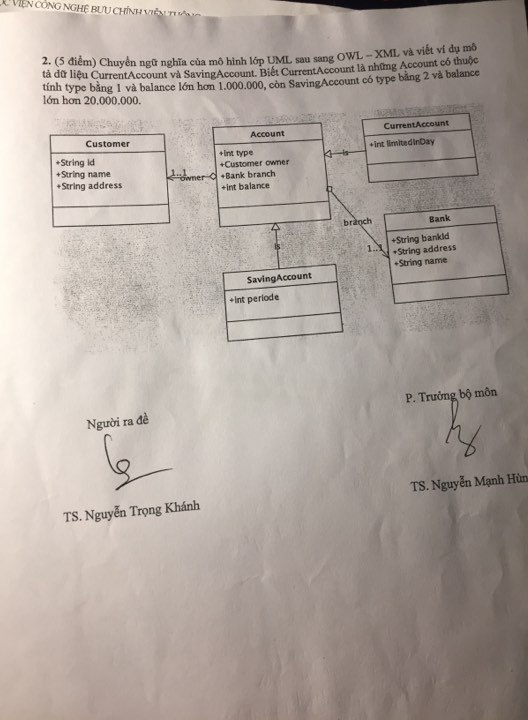 VIỆN CÔNG NGHỆ BƯU CHÍNH VIỄN THÔNG
2. (5 điểm) Chuyển ngữ nghĩa của mô hình lớp UML sau sang OWL – XML và viết ví dụ mô
tả dữ liệu CurrentAccount và SavingAccount. Biết CurrentAccount là những Account có thuộc
tính type bằng 1 và balance lớn hơn 1.000.000, còn SavingAccount có type bằng 2 và balance
lớn hơn 20.000.000.
Customer
+String id
+String name
+String address
1..1
owner
Account
+int type
+Customer owner
+Bank branch
+int balance
is
CurrentAccount
+int limitedInDay
branch
1..1
Bank
+String bankId
+String address
+String name
is
SavingAccount
+int periode
Người ra đề
TS. Nguyễn Trọng Khánh
P. Trưởng bộ môn
TS. Nguyễn Mạnh Hùn